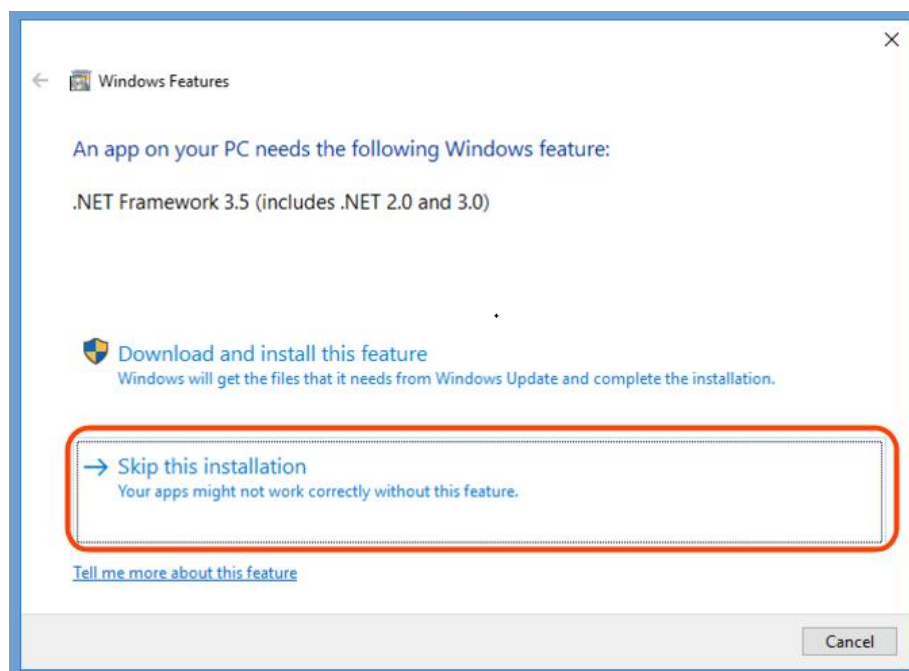 Windows Features
An app on your PC needs the following Windows feature:
.NET Framework 3.5 (includes .NET 2.0 and 3.0)
Download and install this feature
Windows will get the files that it needs from Windows Update and complete the installation.
Skip this installation
Your apps might not work correctly without this feature.
Tell me more about this feature
Cancel